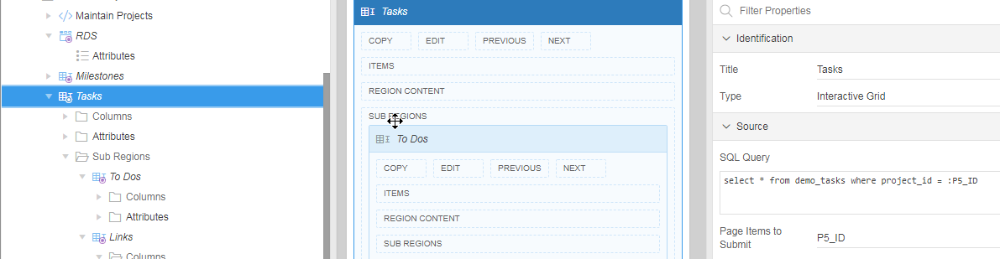 Maintain Projects
RDS
Attributes
Milestones
Tasks
Columns
Attributes
Sub Regions
To Dos
Columns
Attributes
Links
Columns
Tasks
COPY EDIT PREVIOUS NEXT
ITEMS
REGION CONTENT
SUB REGIONS
To Dos
COPY EDIT PREVIOUS NEXT
ITEMS
REGION CONTENT
SUB REGIONS
Filter Properties
Identification
Title Tasks
Type Interactive Grid
Source
SQL Query
select * from demo_tasks where project_id = :P5_ID
Page Items to
Submit P5_ID